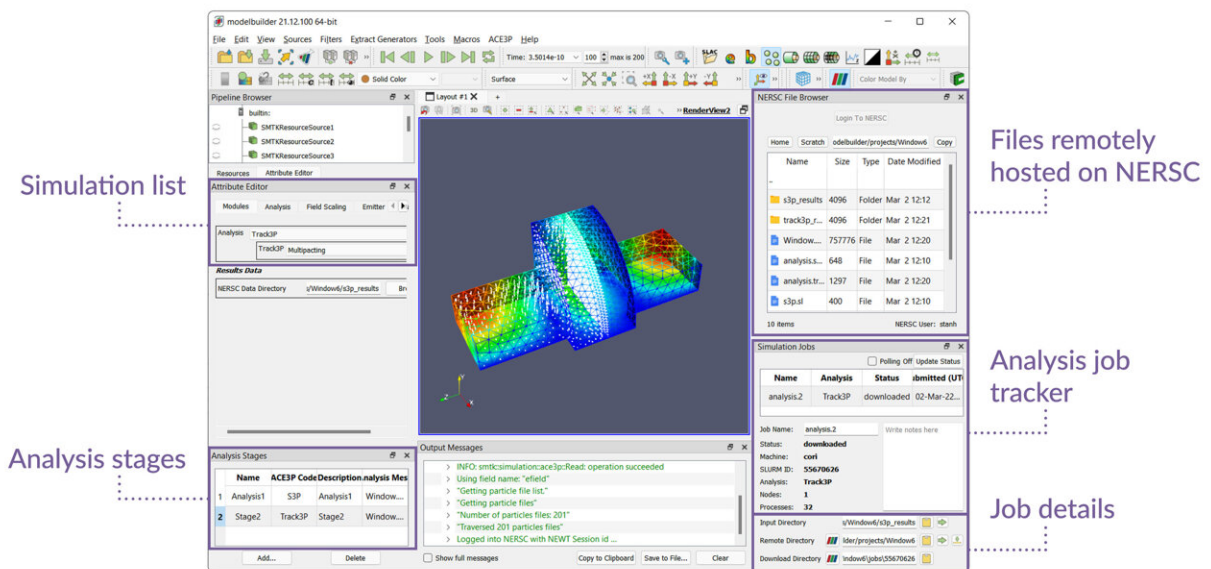 modelbuilder 21.12.100 64-bit
File Edit View Sources Filters Extract Generators Tools Macros ACE3P Help
Time: 3.5014e-10 100 max is 200
SLAC
Solid Color Surface Color Model By
Pipeline Browser
builtin:
SMTKResourceSource1
SMTKResourceSource2
SMTKResourceSource3
Resources Attribute Editor
Simulation list
Attribute Editor
Modules Analysis Field Scaling Emitter
Analysis Track3P
Track3P Multipacting
Results Data
NERSC Data Directory ı/Window6/s3p_results Bro
Analysis stages
Analysis Stages
Name ACE3P Code Description nalysis Mes
1 Analysis1 S3P Analysis1 Window....
2 Stage2 Track3P Stage2 Window....
Add... Delete
Layout #1 +
3D RenderView2
Y
Z X
Output Messages
> INFO: smtk:simulation:ace3p:Read: operation succeeded
> Using field name: "efield"
> "Getting particle file list."
> "Getting particle files"
> "Number of particles files: 201"
> "Traversed 201 particles files"
> Logged into NERSC with NEWT Session id ...
Show full messages Copy to Clipboard Save to File... Clear
NERSC File Browser
Login To NERSC
Home Scratch odelbuilder/projects/Window6 Copy
Name Size Type Date Modified
..
s3p_results 4096 Folder Mar 2 12:12
track3p_r... 4096 Folder Mar 2 12:21
Window.... 757776 File Mar 2 12:20
analysis.s... 648 File Mar 2 12:10
analysis.tr... 1297 File Mar 2 12:20
s3p.sl 400 File Mar 2 12:10
10 items NERSC User: stanh
Files remotely
hosted on NERSC
Simulation Jobs
Polling Off Update Status
Name Analysis Status ıbmitted (UT
analysis.2 Track3P downloaded 02-Mar-22...
Job Name: analysis.2 Write notes here
Status: downloaded
Machine: cori
SLURM ID: 55670626
Analysis: Track3P
Nodes: 1
Processes: 32
Analysis job
tracker
Input Directory s/Window6/s3p_results
Remote Directory lder/projects/Window6
Download Directory indow6\jobs\55670626
Job details